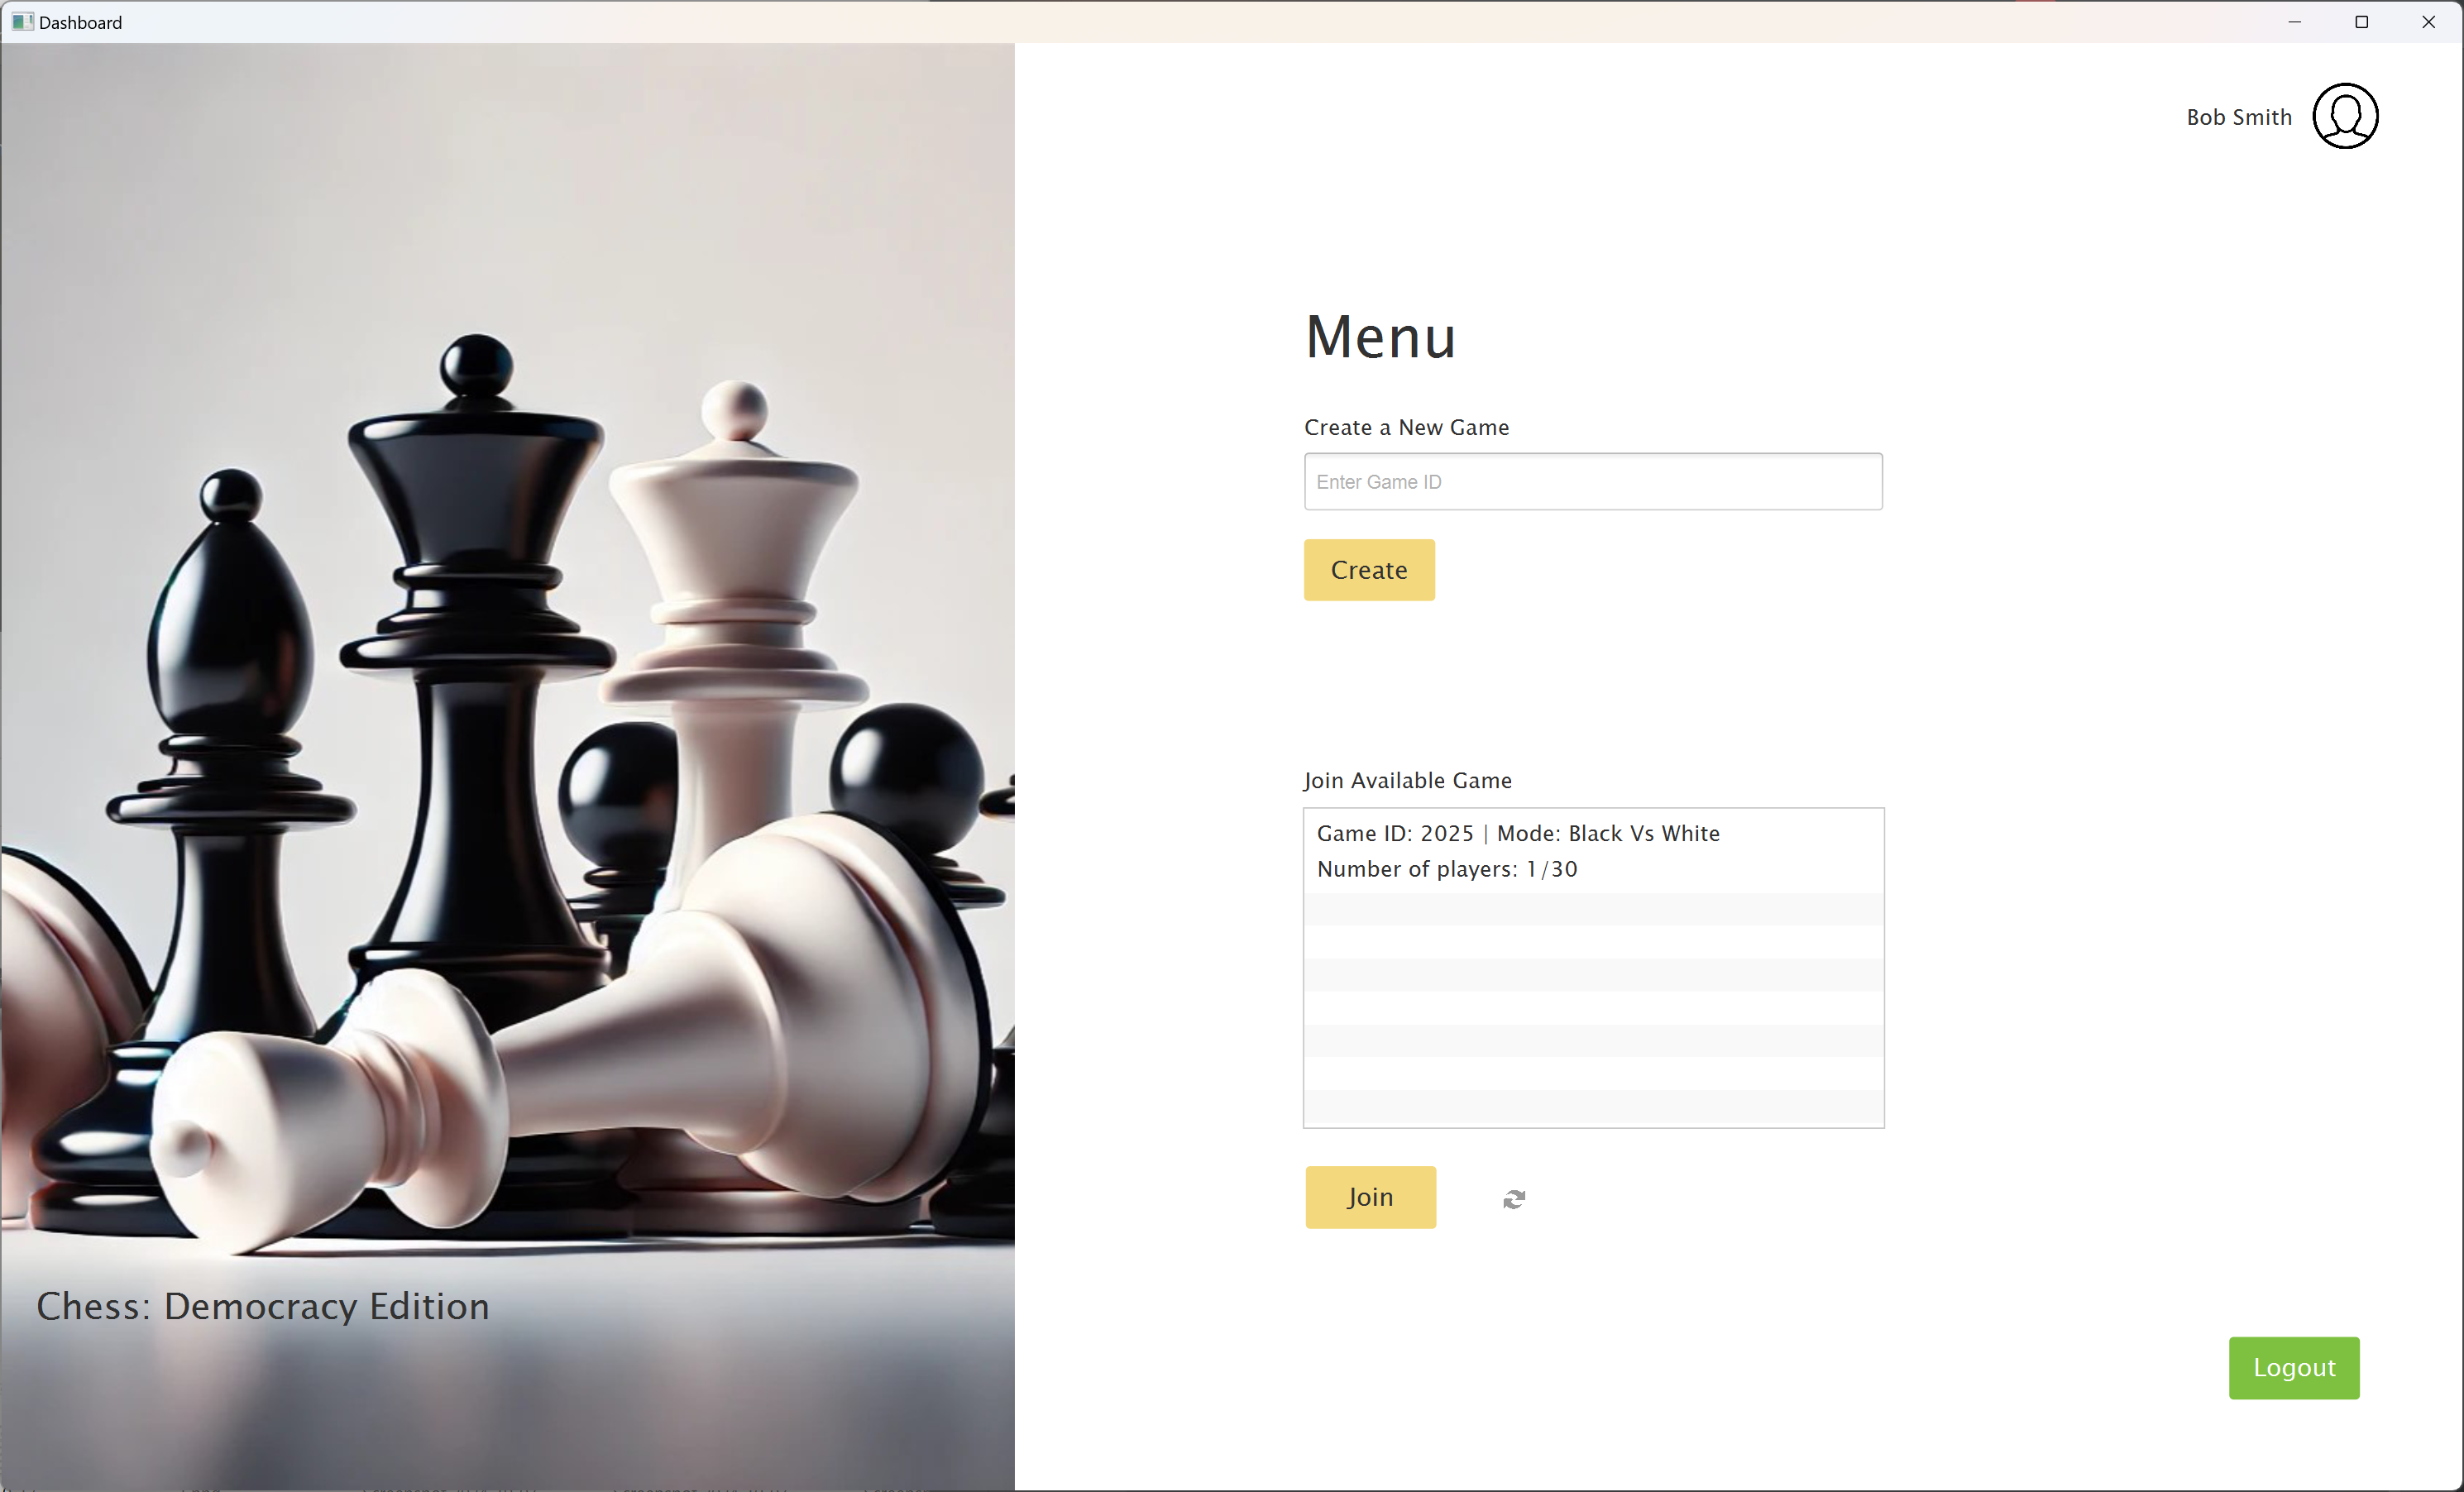 Dashboard
Bob Smith
Menu
Create a New Game
Enter Game ID
Create
Join Available Game
Game ID: 2025 | Mode: Black Vs White
Number of players: 1/30
Join
Chess: Democracy Edition
Logout